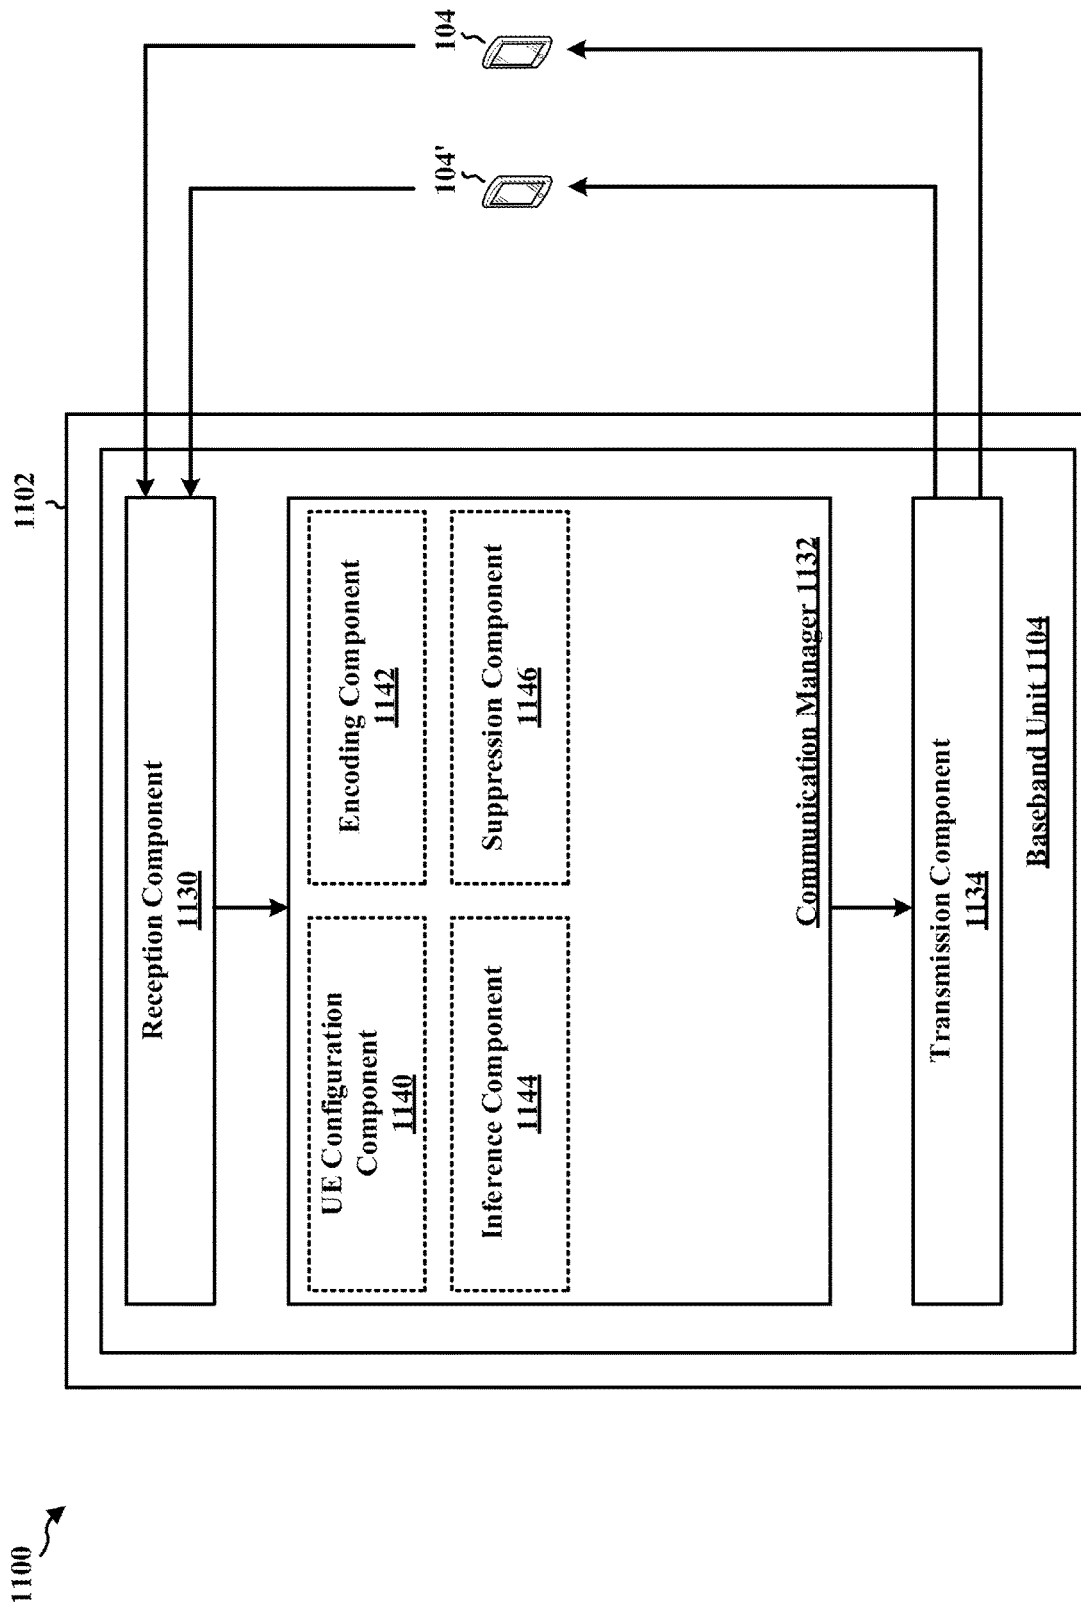 1100
1102
Reception Component
1130
UE Configuration
Component
1140
Encoding Component
1142
Inference Component
1144
Suppression Component
1146
Communication Manager 1132
Transmission Component
1134
Baseband Unit 1104
104'
104